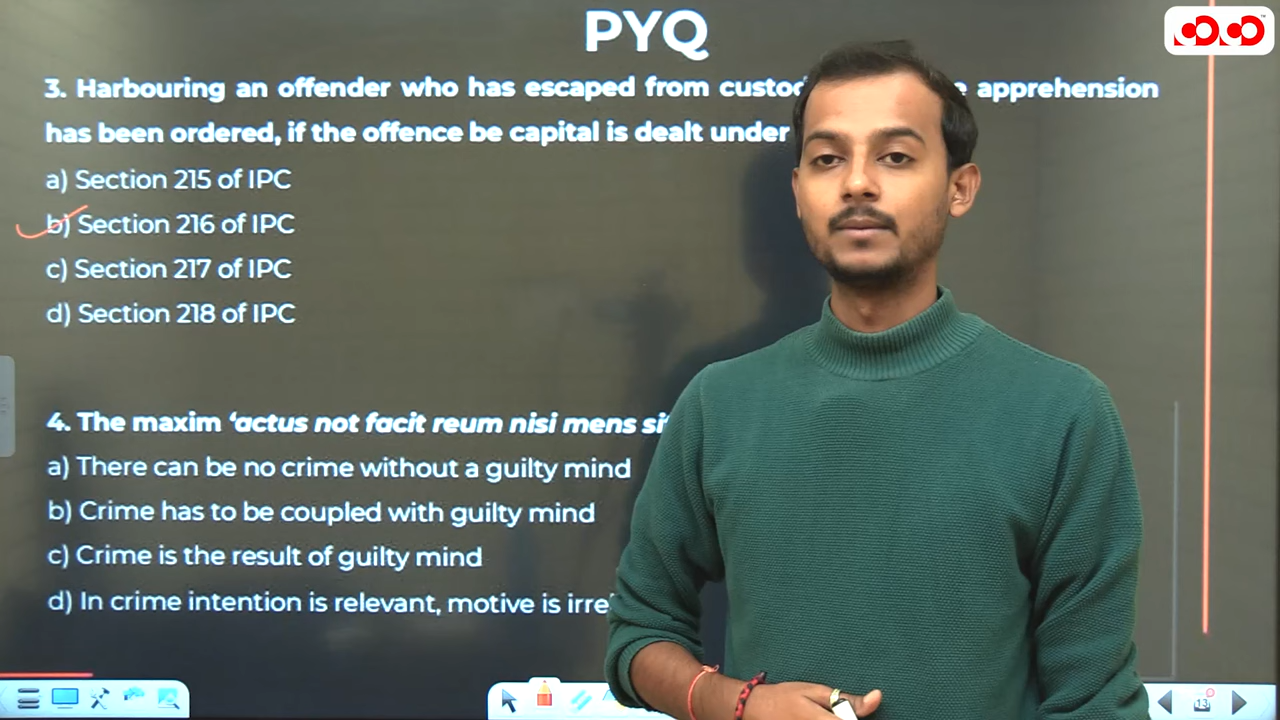 PYQ
3. Harbouring an offender who has escaped from apprehension
has been ordered, if the offence be capital is dealt under
a) Section 215 of IPC
b) Section 216 of IPC
c) Section 217 of IPC
d) Section 218 of IPC
4. The maxim ‘actus not facit reum nisi mens
a) There can be no crime without a guilty mind
b) Crime has to be coupled with guilty mind
c) Crime is the result of guilty mind
d) In crime intention is relevant, motive is
13